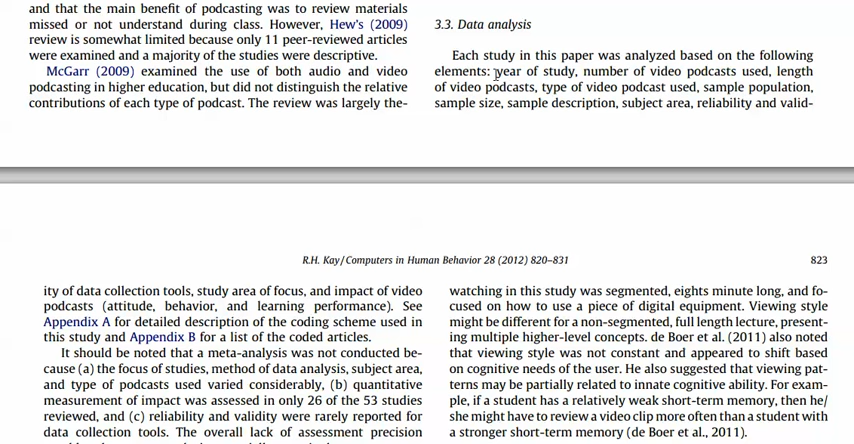 and that the main benefit of podcasting was to review materials
missed or not understand during class. However, Hew's (2009)
review is somewhat limited because only 11 peer-reviewed articles
were examined and a majority of the studies were descriptive.
McGarr (2009) examined the use of both audio and video
podcasting in higher education, but did not distinguish the relative
contributions of each type of podcast. The review was largely the-
3.3. Data analysis
Each study in this paper was analyzed based on the following
elements: year of study, number of video podcasts used, length
of video podcasts, type of video podcast used, sample population,
sample size, sample description, subject area, reliability and valid-
R.H. Kay/Computers in Human Behavior 28 (2012) 820–831
823
ity of data collection tools, study area of focus, and impact of video
podcasts (attitude, behavior, and learning performance). See
Appendix A for detailed description of the coding scheme used in
this study and Appendix B for a list of the coded articles.
It should be noted that a meta-analysis was not conducted be-
cause (a) the focus of studies, method of data analysis, subject area,
and type of podcasts used varied considerably, (b) quantitative
measurement of impact was assessed in only 26 of the 53 studies
reviewed, and (c) reliability and validity were rarely reported for
data collection tools. The overall lack of assessment precision
watching in this study was segmented, eights minute long, and fo-
cused on how to use a piece of digital equipment. Viewing style
might be different for a non-segmented, full length lecture, present-
ing multiple higher-level concepts. de Boer et al. (2011) also noted
that viewing style was not constant and appeared to shift based
on cognitive needs of the user. He also suggested that viewing pat-
terns may be partially related to innate cognitive ability. For exam-
ple, if a student has a relatively weak short-term memory, then he/
she might have to review a video clip more often than a student with
a stronger short-term memory (de Boer et al., 2011).